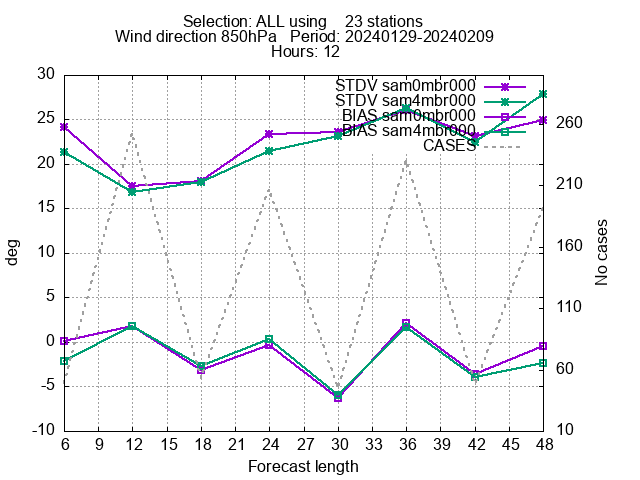 Selection: ALL using    23 stations
Wind direction 850hPa   Period: 20240129-20240209
Hours: 12
STDV sam0mbr000
STDV sam4mbr000
BIAS sam0mbr000
BIAS sam4mbr000
CASES
30
25
20
15
10
5
0
-5
-10
deg
260
210
160
110
60
10
No cases
6 9 12 15 18 21 24 27 30 33 36 39 42 45 48
Forecast length